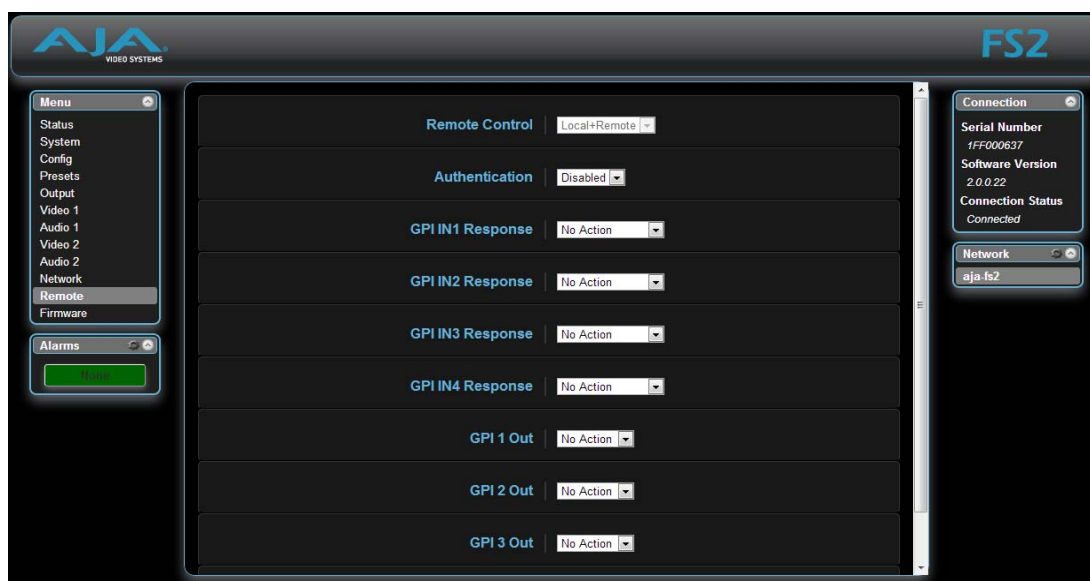 AJA
VIDEO SYSTEMS
FS2
Menu
Status
System
Config
Presets
Output
Video 1
Audio 1
Video 2
Audio 2
Network
Remote
Firmware
Alarms
None
Remote Control Local+Remote
Authentication Disabled
GPI IN1 Response No Action
GPI IN2 Response No Action
GPI IN3 Response No Action
GPI IN4 Response No Action
GPI 1 Out No Action
GPI 2 Out No Action
GPI 3 Out No Action
Connection
Serial Number
1FF000637
Software Version
2.0.0.22
Connection Status
Connected
Network
aja-fs2